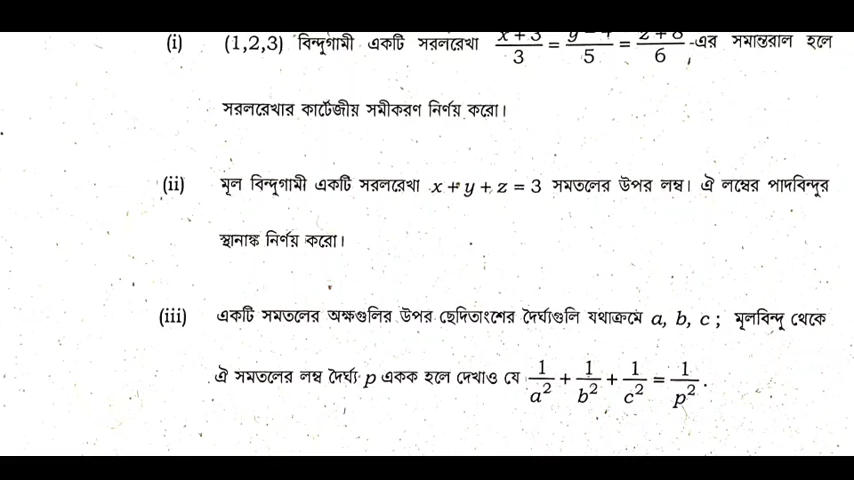 (i) (1,2,3) বিন্দুগামী একটি সরলরেখা (x + 3)/3 = (y − 4)/5 = (z + 8)/6 -এর সমান্তরাল হলে
সরলরেখার কার্টেজীয় সমীকরণ নির্ণয় করো।
(ii) মূল বিন্দুগামী একটি সরলরেখা x + y + z = 3 সমতলের উপর লম্ব। ঐ লম্বের পাদবিন্দুর
স্থানাঙ্ক নির্ণয় করো।
(iii) একটি সমতলের অক্ষগুলির উপর ছেদিতাংশের দৈর্ঘ্যগুলি যথাক্রমে a, b, c ; মূলবিন্দু থেকে
ঐ সমতলের লম্ব দৈর্ঘ্য p একক হলে দেখাও যে 1/a² + 1/b² + 1/c² = 1/p².